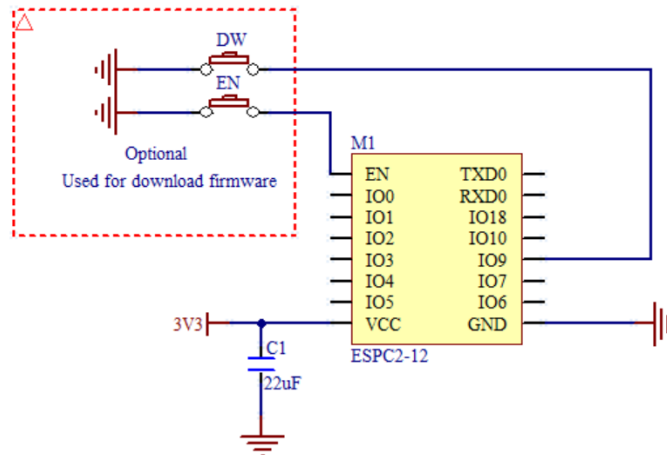 DW
EN
Optional
Used for download firmware
M1
EN TXD0
IO0 RXD0
IO1 IO18
IO2 IO10
IO3 IO9
IO4 IO7
IO5 IO6
VCC GND
3V3
C1
22uF
ESPC2-12